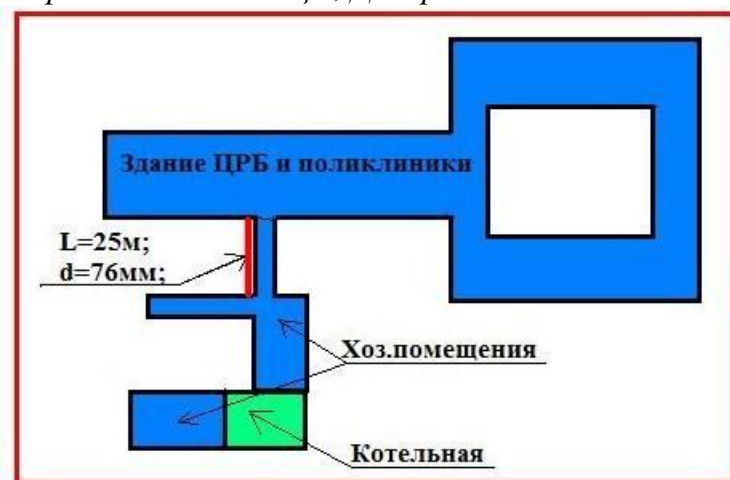 Здание ЦРБ и поликлиники
L=25м;
d=76мм;
Хоз.помещения
Котельная